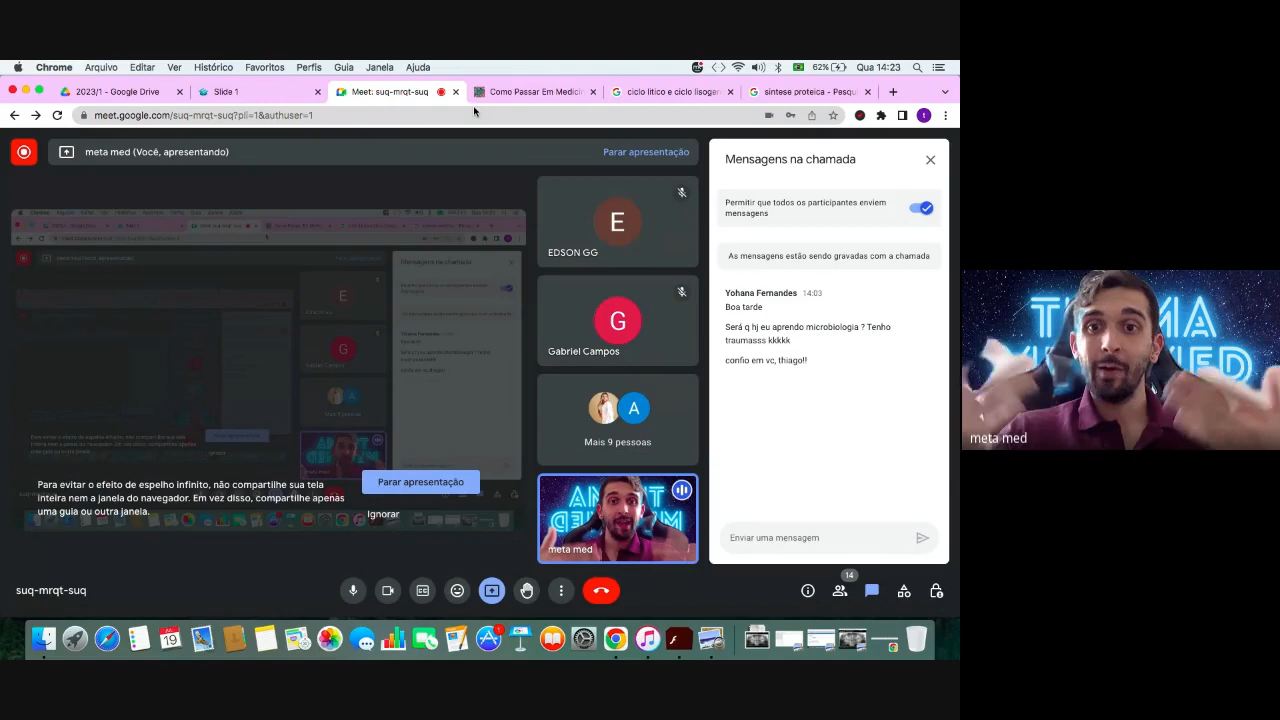 Chrome Arquivo Editar Ver Histórico Favoritos Perfis Guia Janela Ajuda 62% Qua 14:23
2023/1 - Google Drive Slide 1 Meet: suq-mrqt-suq Como Passar Em Medicin ciclo litico e ciclo lisogen sintese proteica - Pesqui
meet.google.com/suq-mrqt-suq?pli=1&authuser=1
meta med (Você, apresentando) Parar apresentação
EDSON GG
Gabriel Campos
Mais 9 pessoas
meta med
Para evitar o efeito de espelho infinito, não compartilhe sua tela
inteira nem a janela do navegador. Em vez disso, compartilhe apenas
uma guia ou outra janela.
Parar apresentação
Ignorar
Mensagens na chamada
Permitir que todos os participantes enviem
mensagens
As mensagens estão sendo gravadas com a chamada
Yohana Fernandes 14:03
Boa tarde
Será q hj eu aprendo microbiologia ? Tenho
traumasss kkkkk
confio em vc, thiago!!
Enviar uma mensagem
suq-mrqt-suq
14
meta med